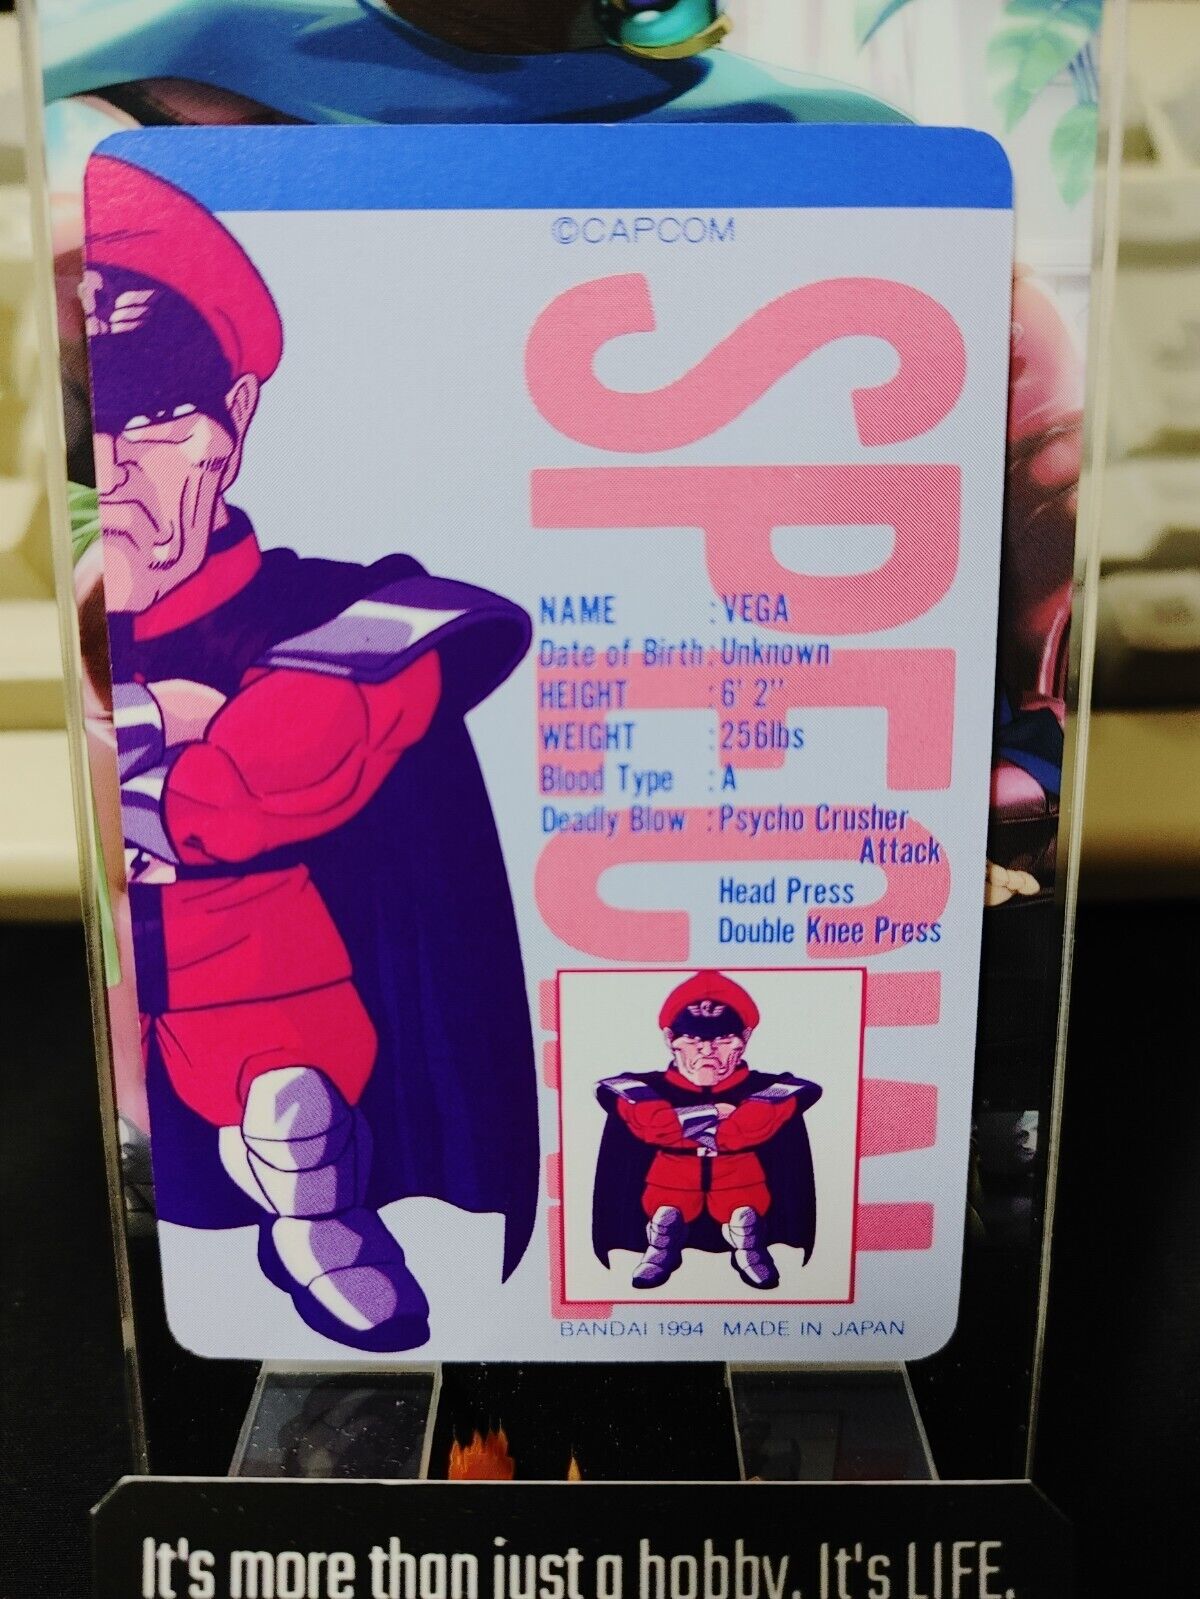 ©CAPCOM
SPECIAL
NAME : VEGA
Date of Birth : Unknown
HEIGHT : 6' 2"
WEIGHT : 256lbs
Blood Type : A
Deadly Blow : Psycho Crusher
Attack
Head Press
Double Knee Press
BANDAI 1994 MADE IN JAPAN
It's more than just a hobby. It's LIFE.